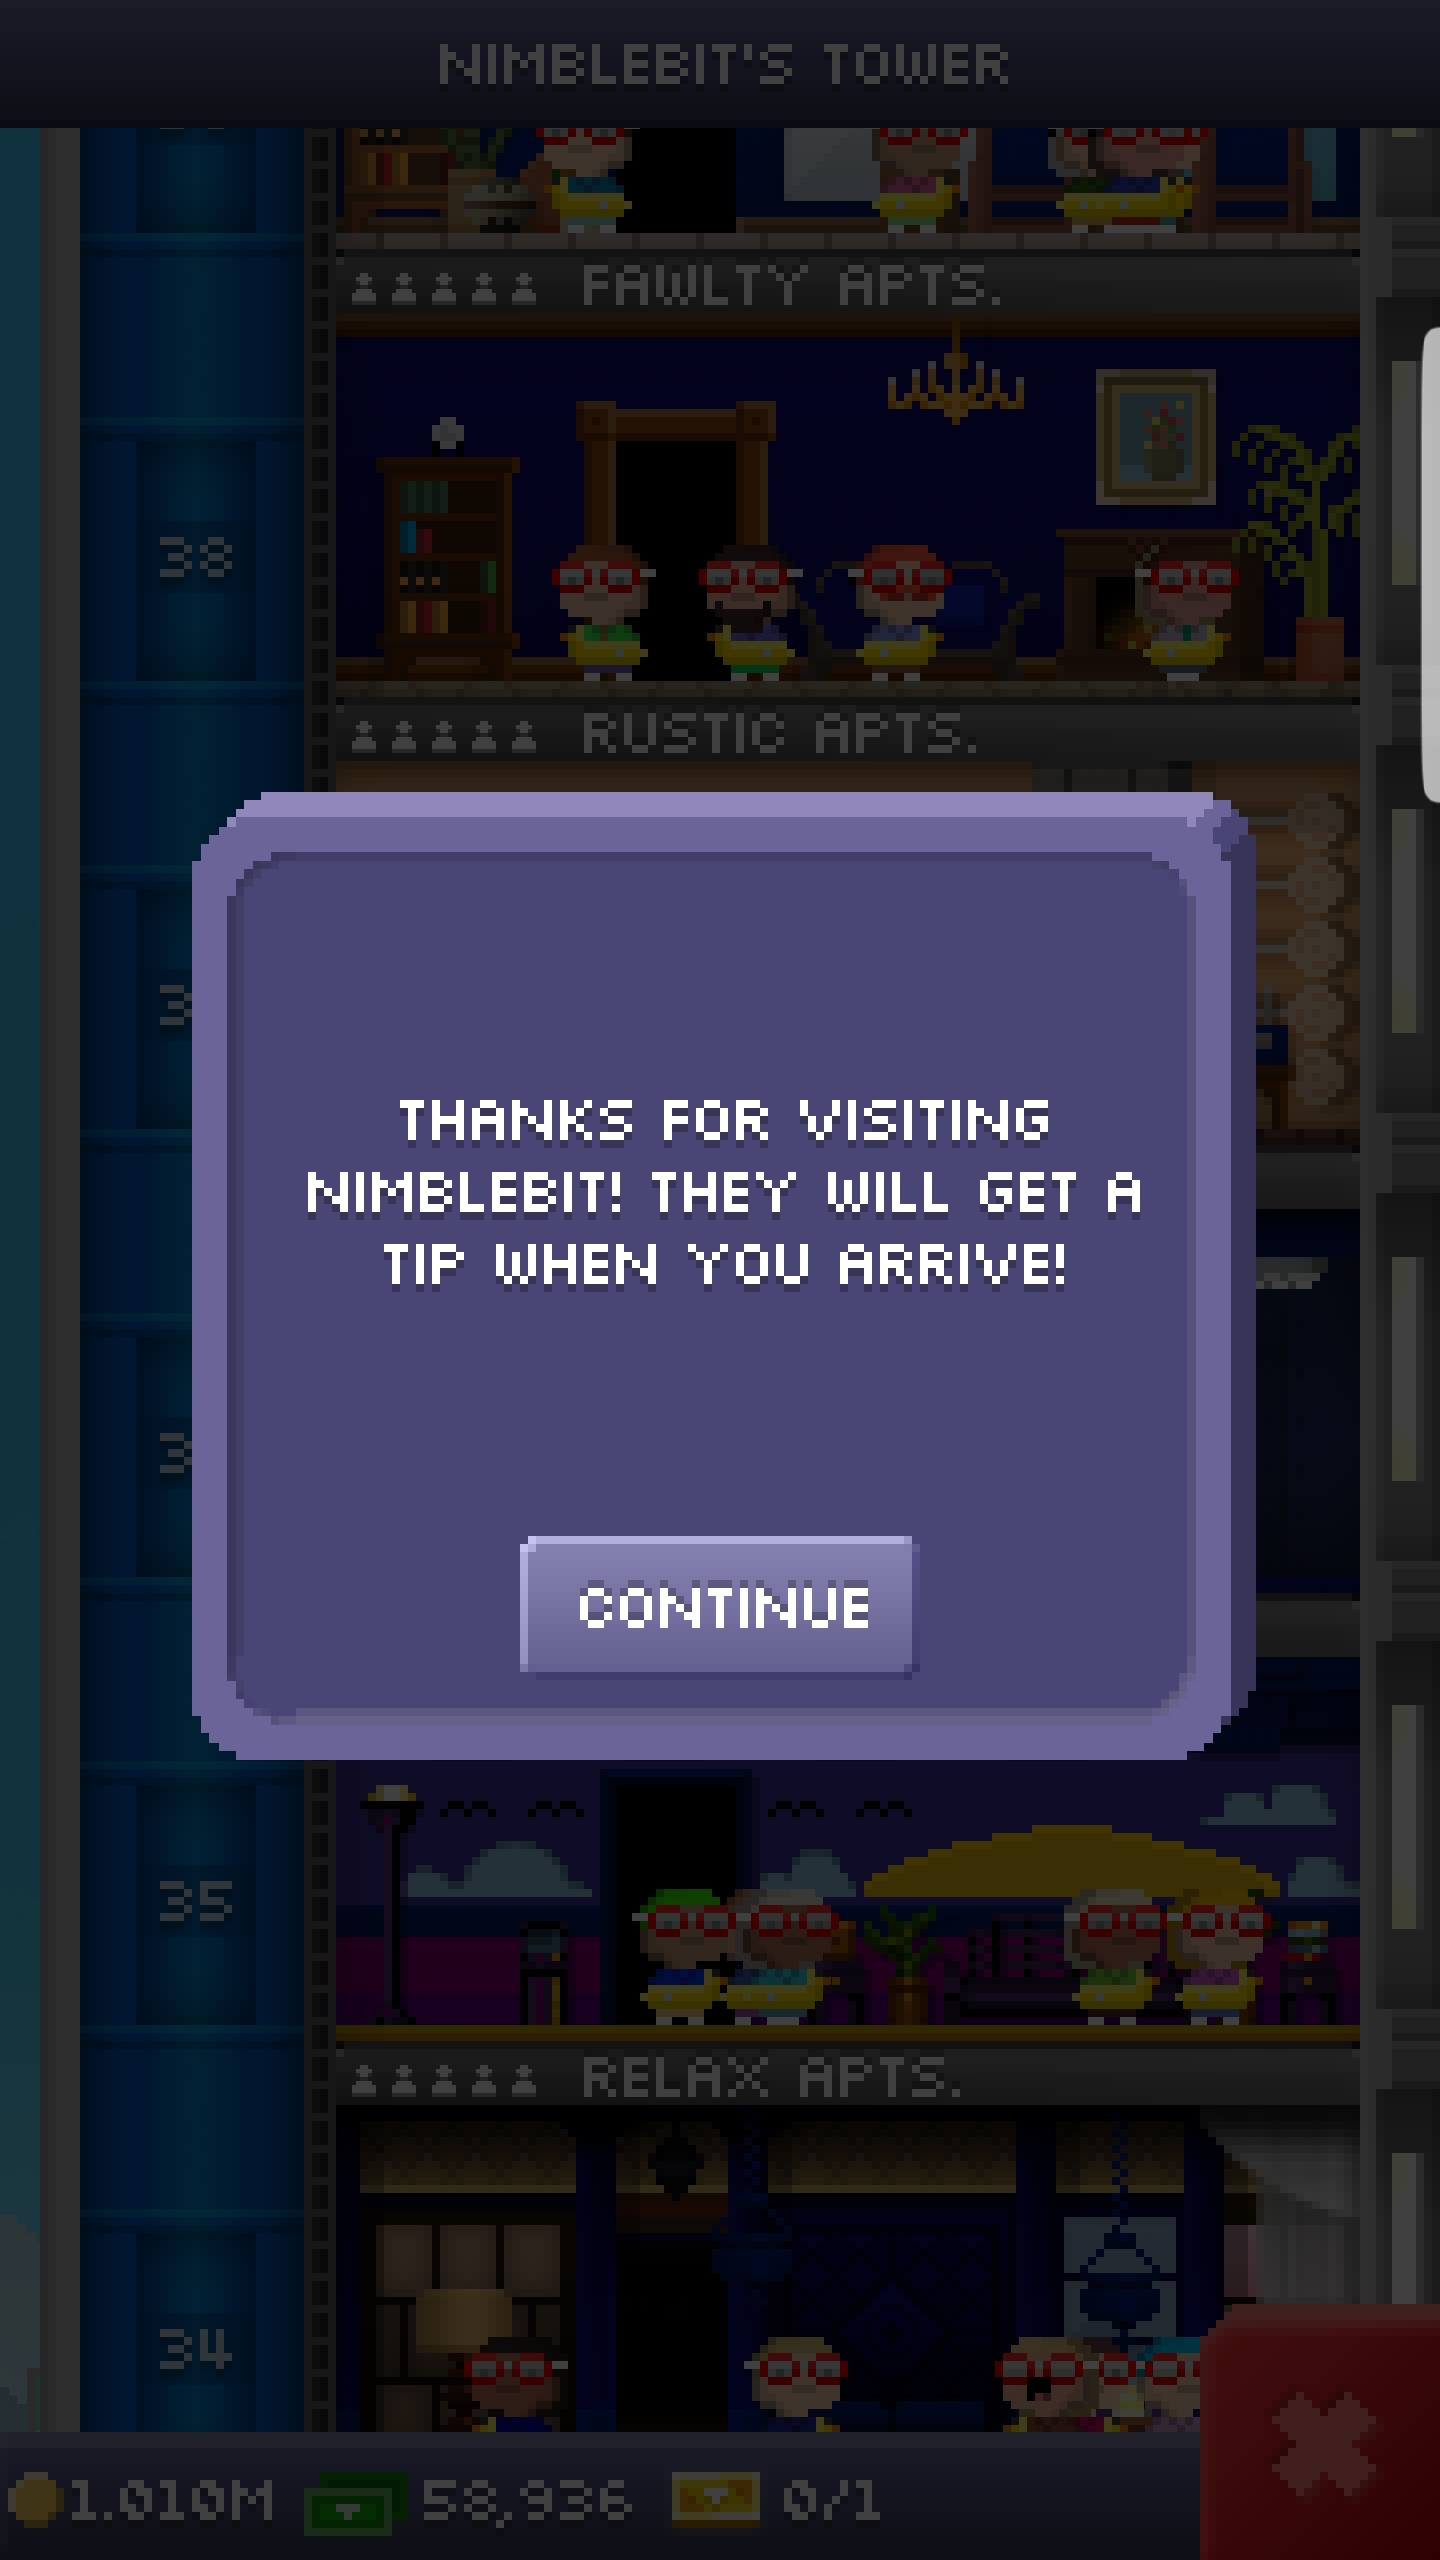 NIMBLEBIT'S TOWER
FAWLTY APTS.
38
RUSTIC APTS.
THANKS FOR VISITING
NIMBLEBIT! THEY WILL GET A
TIP WHEN YOU ARRIVE!
CONTINUE
35
RELAX APTS.
34
1.010M 58,936 0/1